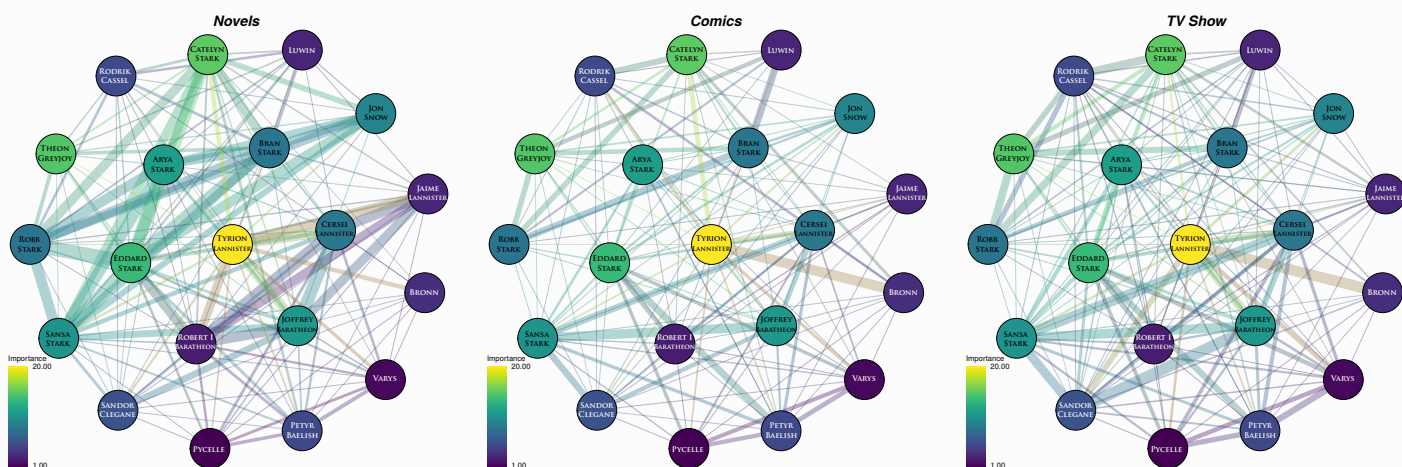 Novels
CATELYN
STARK
LUWIN
RODRIK
CASSEL
JON
SNOW
THEON
GREYJOY
ARYA
STARK
BRAN
STARK
JAIME
LANNISTER
ROBB
STARK
EDDARD
STARK
TYRION
LANNISTER
CERSEI
LANNISTER
BRONN
SANSA
STARK
ROBERT I
BARATHEON
JOFFREY
BARATHEON
Importance
20.00
VARYS
SANDOR
CLEGANE
PETYR
BAELISH
PYCELLE
1.00
Comics
CATELYN
STARK
LUWIN
RODRIK
CASSEL
JON
SNOW
THEON
GREYJOY
ARYA
STARK
BRAN
STARK
JAIME
LANNISTER
ROBB
STARK
EDDARD
STARK
TYRION
LANNISTER
CERSEI
LANNISTER
BRONN
SANSA
STARK
ROBERT I
BARATHEON
JOFFREY
BARATHEON
Importance
20.00
VARYS
SANDOR
CLEGANE
PETYR
BAELISH
PYCELLE
1.00
TV Show
CATELYN
STARK
LUWIN
RODRIK
CASSEL
JON
SNOW
THEON
GREYJOY
ARYA
STARK
BRAN
STARK
JAIME
LANNISTER
ROBB
STARK
EDDARD
STARK
TYRION
LANNISTER
CERSEI
LANNISTER
BRONN
SANSA
STARK
ROBERT I
BARATHEON
JOFFREY
BARATHEON
Importance
20.00
VARYS
SANDOR
CLEGANE
PETYR
BAELISH
PYCELLE
1.00